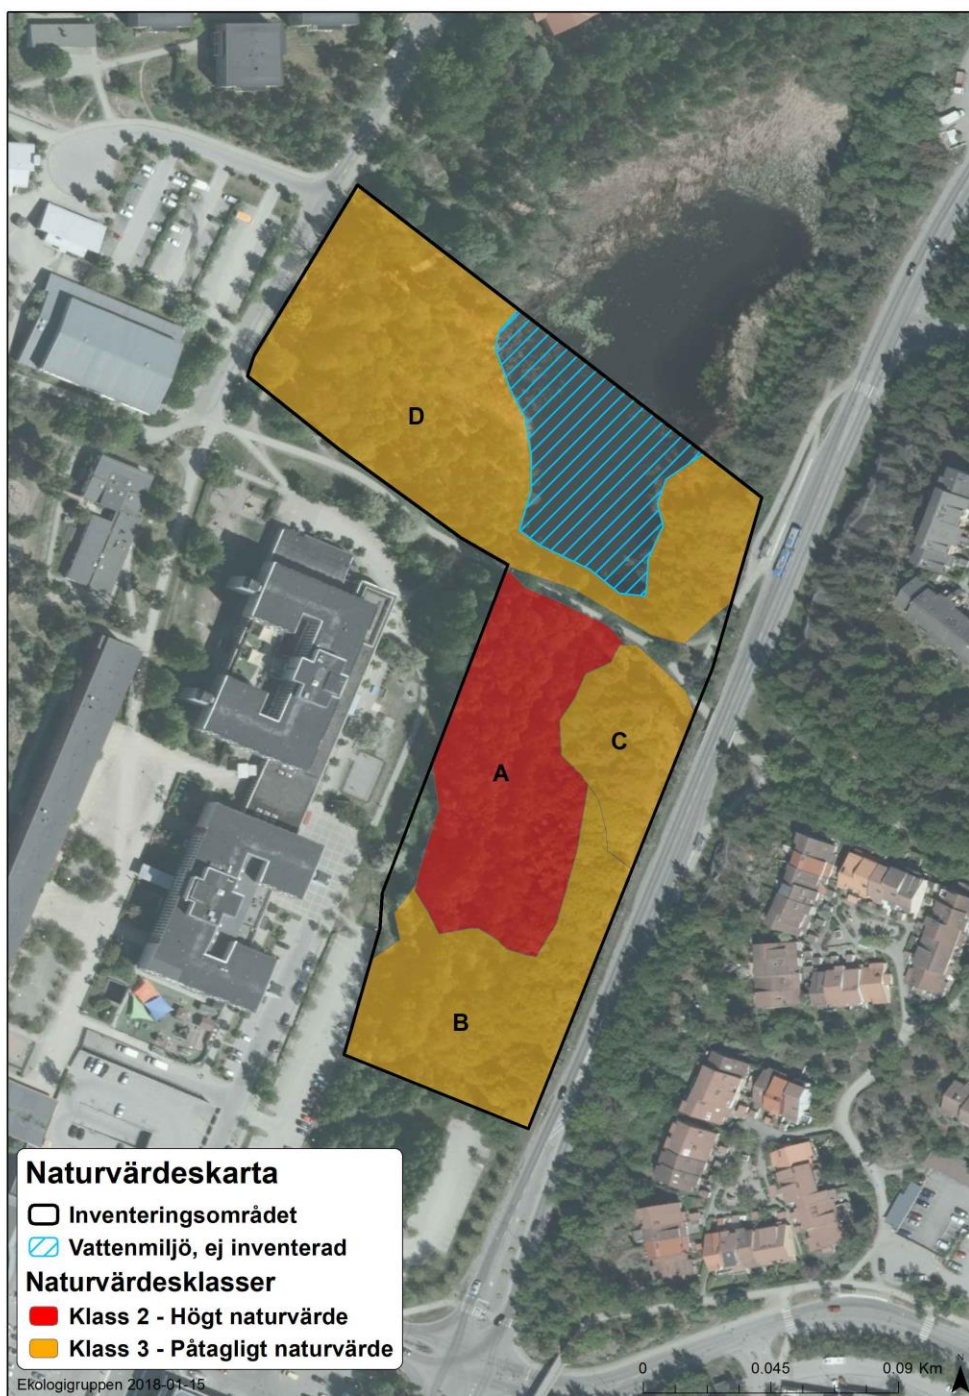 D
C
A
B
Naturvärdeskarta
Inventeringsområdet
Vattenmiljö, ej inventerad
Naturvärdesklasser
Klass 2 - Högt naturvärde
Klass 3 - Påtagligt naturvärde
Ekologigruppen 2018-01-15
0 0.045 0.09 Km
N